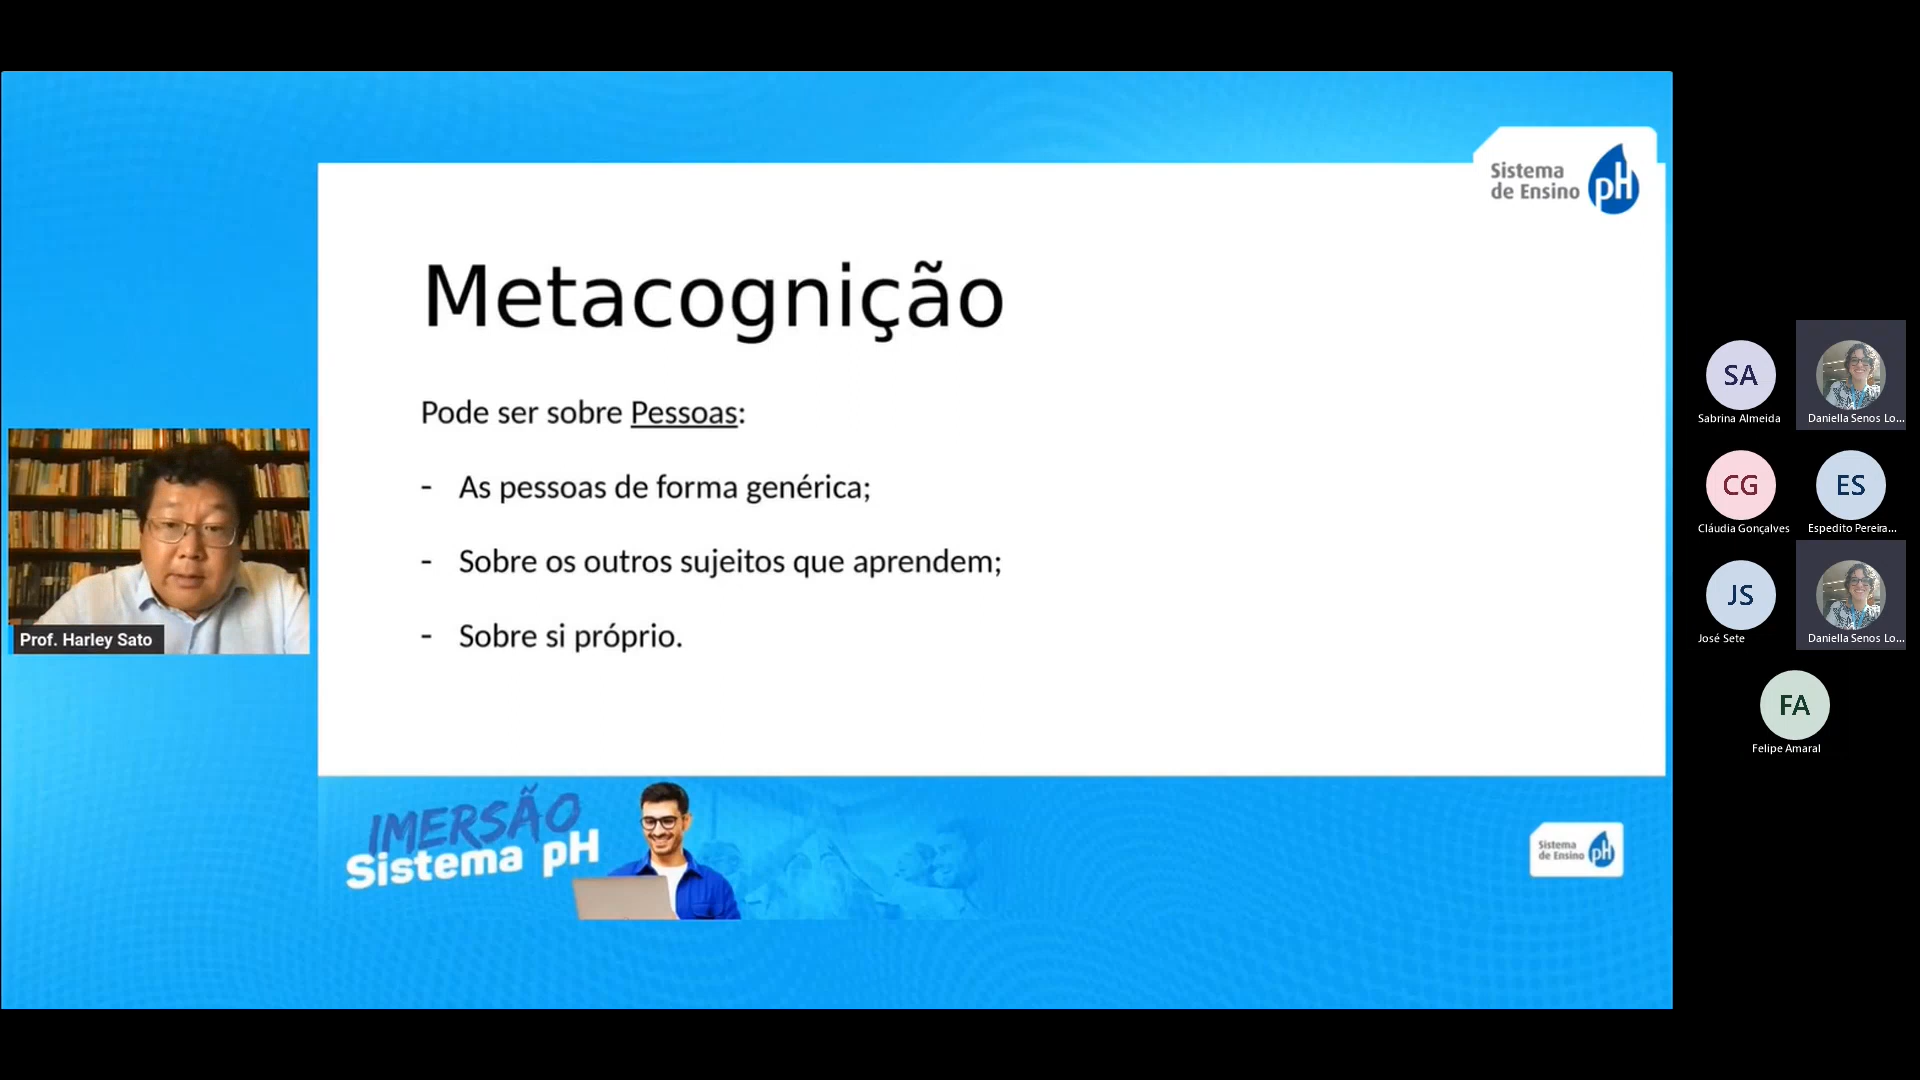 Sistema
de Ensino pH
Metacognição
Pode ser sobre Pessoas:
- As pessoas de forma genérica;
- Sobre os outros sujeitos que aprendem;
- Sobre si próprio.
Prof. Harley Sato
IMERSÃO
Sistema pH
Sistema
de Ensino pH
SA
Sabrina Almeida
Daniella Senos Lo...
CG
Cláudia Gonçalves
ES
Espedito Pereira...
JS
José Sete
Daniella Senos Lo...
FA
Felipe Amaral